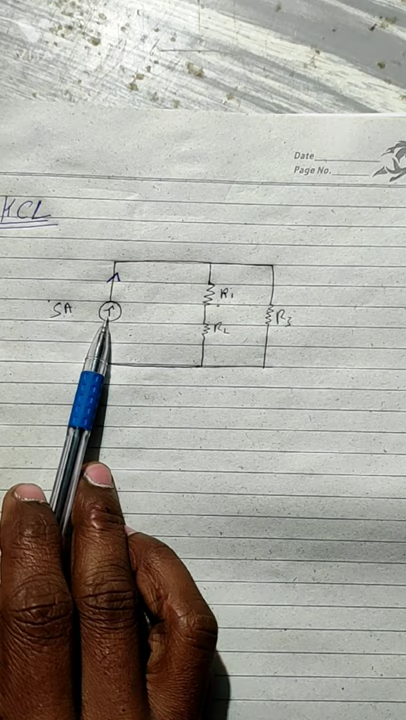 Date
Page No.
KCL
5A
R1
R2
R3